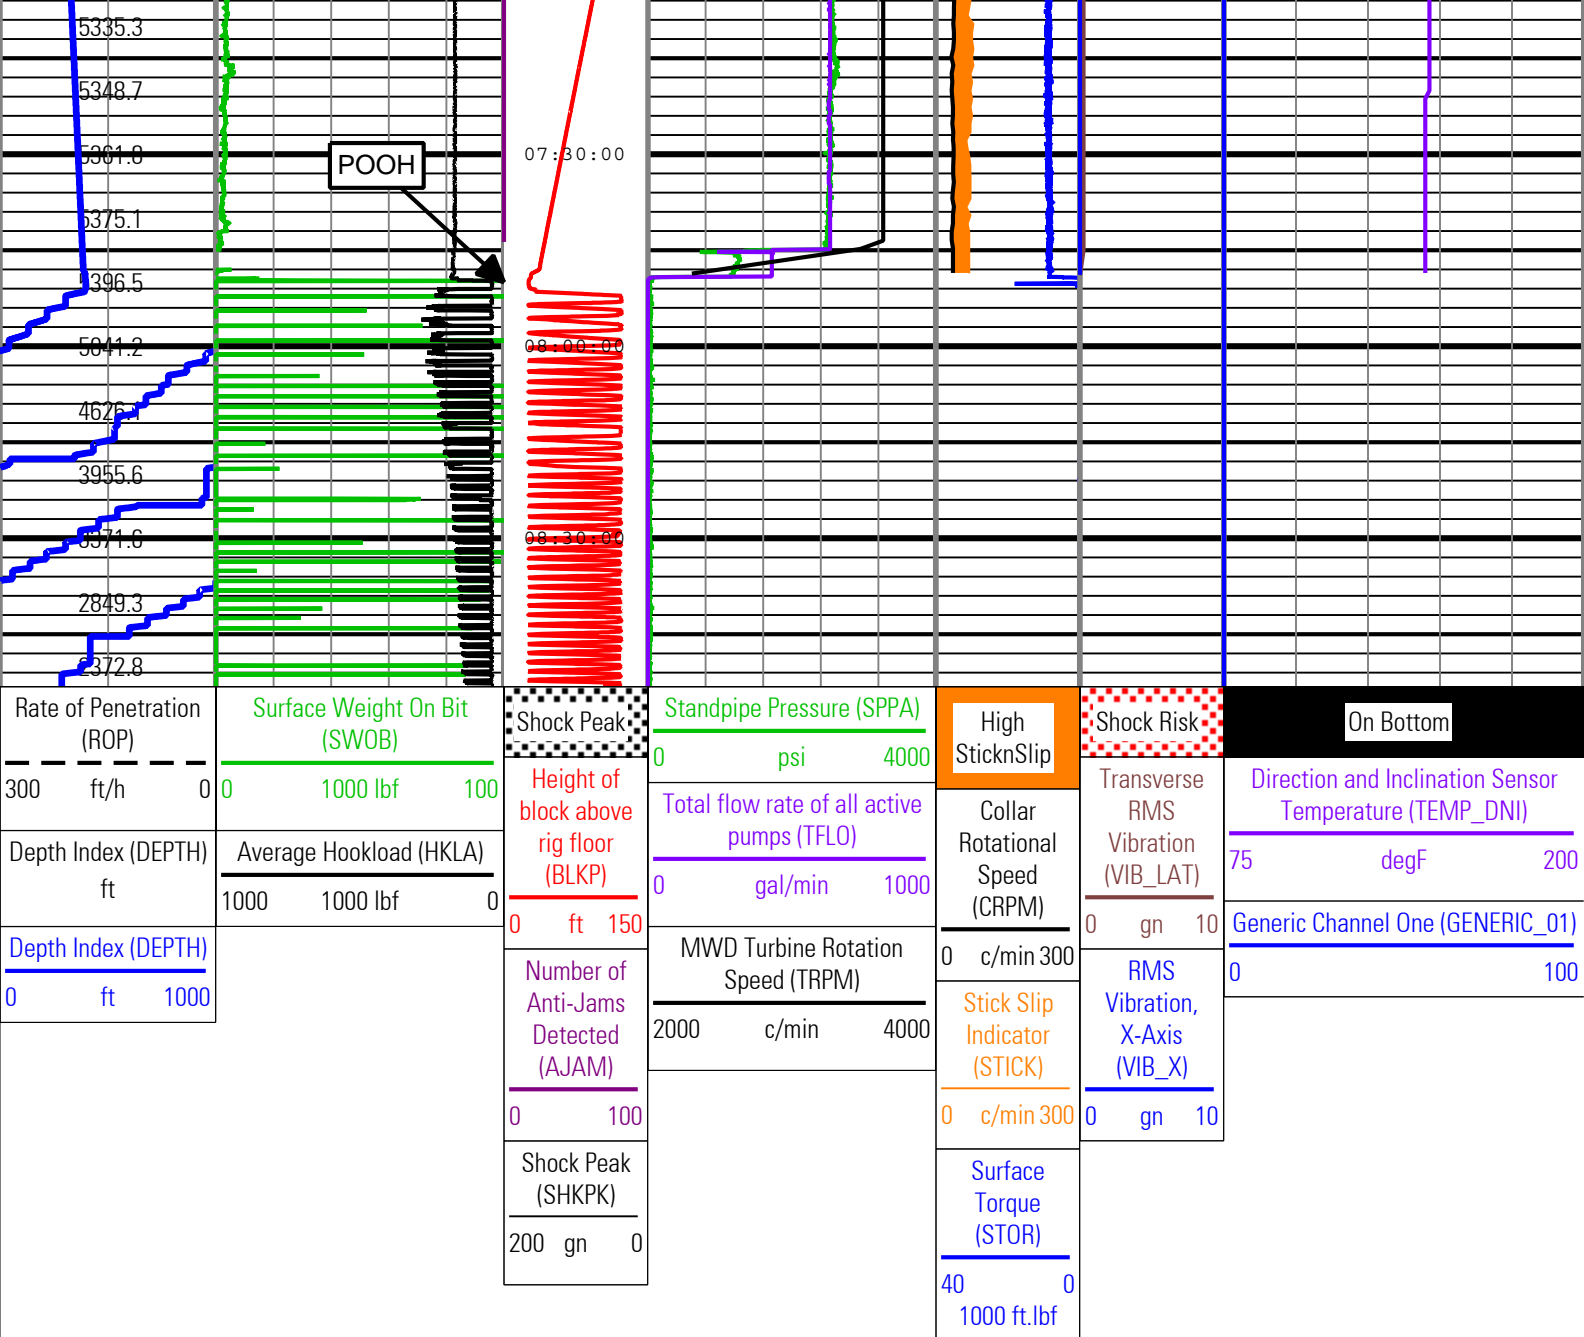 5335.3
5348.7
5361.8
07:30:00
POOH
5375.1
5396.5
5041.2
08:00:00
4626.1
3955.6
3371.6
08:30:00
2849.3
2372.8
Rate of Penetration
(ROP)
300 ft/h 0
Depth Index (DEPTH)
ft
Depth Index (DEPTH)
0 ft 1000
Surface Weight On Bit
(SWOB)
0 1000 lbf 100
Average Hookload (HKLA)
1000 1000 lbf 0
Shock Peak
Height of
block above
rig floor
(BLKP)
0 ft 150
Number of
Anti-Jams
Detected
(AJAM)
0 100
Shock Peak
(SHKPK)
200 gn 0
Standpipe Pressure (SPPA)
0 psi 4000
Total flow rate of all active
pumps (TFLO)
0 gal/min 1000
MWD Turbine Rotation
Speed (TRPM)
2000 c/min 4000
High
SticknSlip
Collar
Rotational
Speed
(CRPM)
0 c/min 300
Stick Slip
Indicator
(STICK)
0 c/min 300
Surface
Torque
(STOR)
40 0
1000 ft.lbf
Shock Risk
Transverse
RMS
Vibration
(VIB_LAT)
0 gn 10
RMS
Vibration,
X-Axis
(VIB_X)
0 gn 10
On Bottom
Direction and Inclination Sensor
Temperature (TEMP_DNI)
75 degF 200
Generic Channel One (GENERIC_01)
0 100